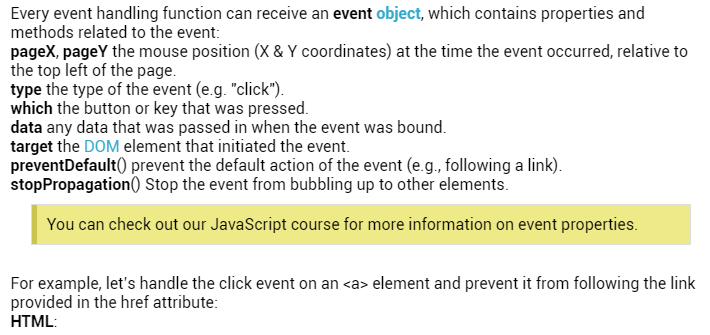 Every event handling function can receive an event object, which contains properties and
methods related to the event:
pageX, pageY the mouse position (X & Y coordinates) at the time the event occurred, relative to
the top left of the page.
type the type of the event (e.g. "click").
which the button or key that was pressed.
data any data that was passed in when the event was bound.
target the DOM element that initiated the event.
preventDefault() prevent the default action of the event (e.g., following a link).
stopPropagation() Stop the event from bubbling up to other elements.
You can check out our JavaScript course for more information on event properties.
For example, let's handle the click event on an <a> element and prevent it from following the link
provided in the href attribute:
HTML: